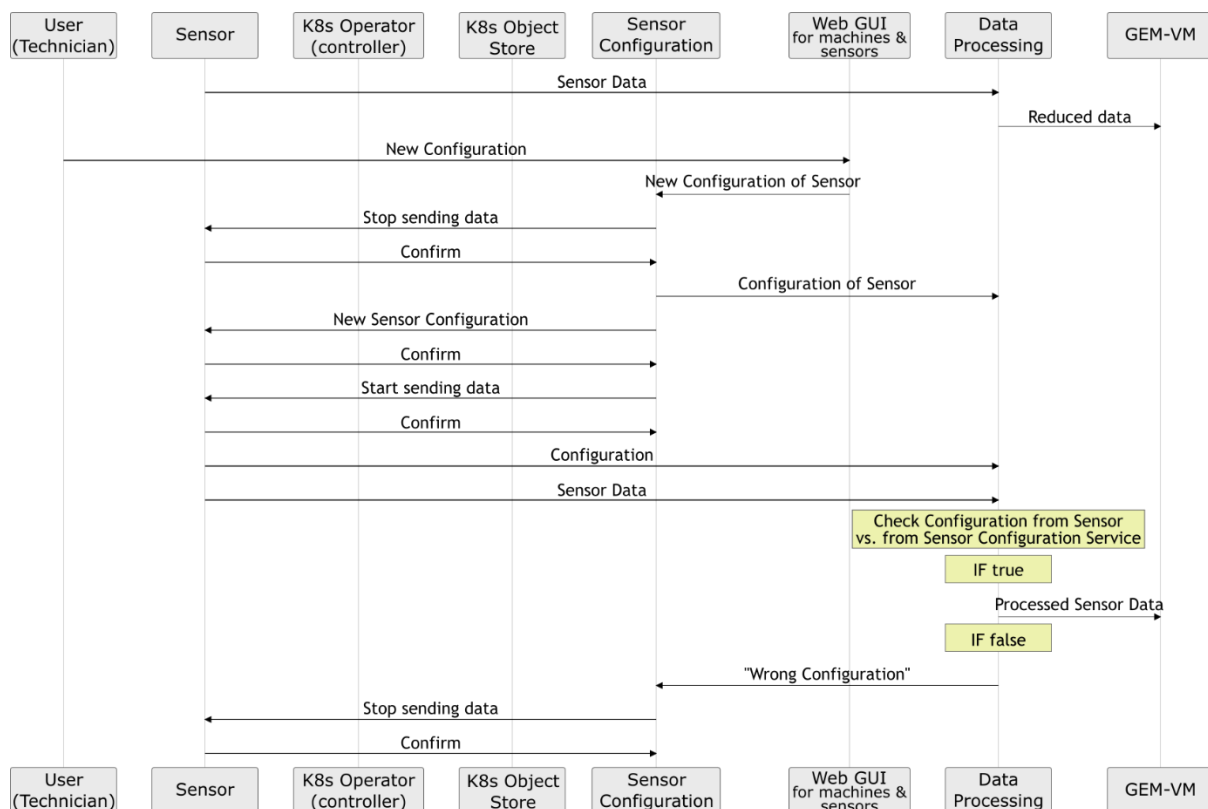 User
(Technician)
Sensor
K8s Operator
(controller)
K8s Object
Store
Sensor
Configuration
Web GUI
for machines &
sensors
Data
Processing
GEM-VM
Sensor Data
Reduced data
New Configuration
New Configuration of Sensor
Stop sending data
Confirm
Configuration of Sensor
New Sensor Configuration
Confirm
Start sending data
Confirm
Configuration
Sensor Data
Check Configuration from Sensor
vs. from Sensor Configuration Service
IF true
Processed Sensor Data
IF false
"Wrong Configuration"
Stop sending data
Confirm
User
(Technician)
Sensor
K8s Operator
(controller)
K8s Object
Store
Sensor
Configuration
Web GUI
for machines &
sensors
Data
Processing
GEM-VM